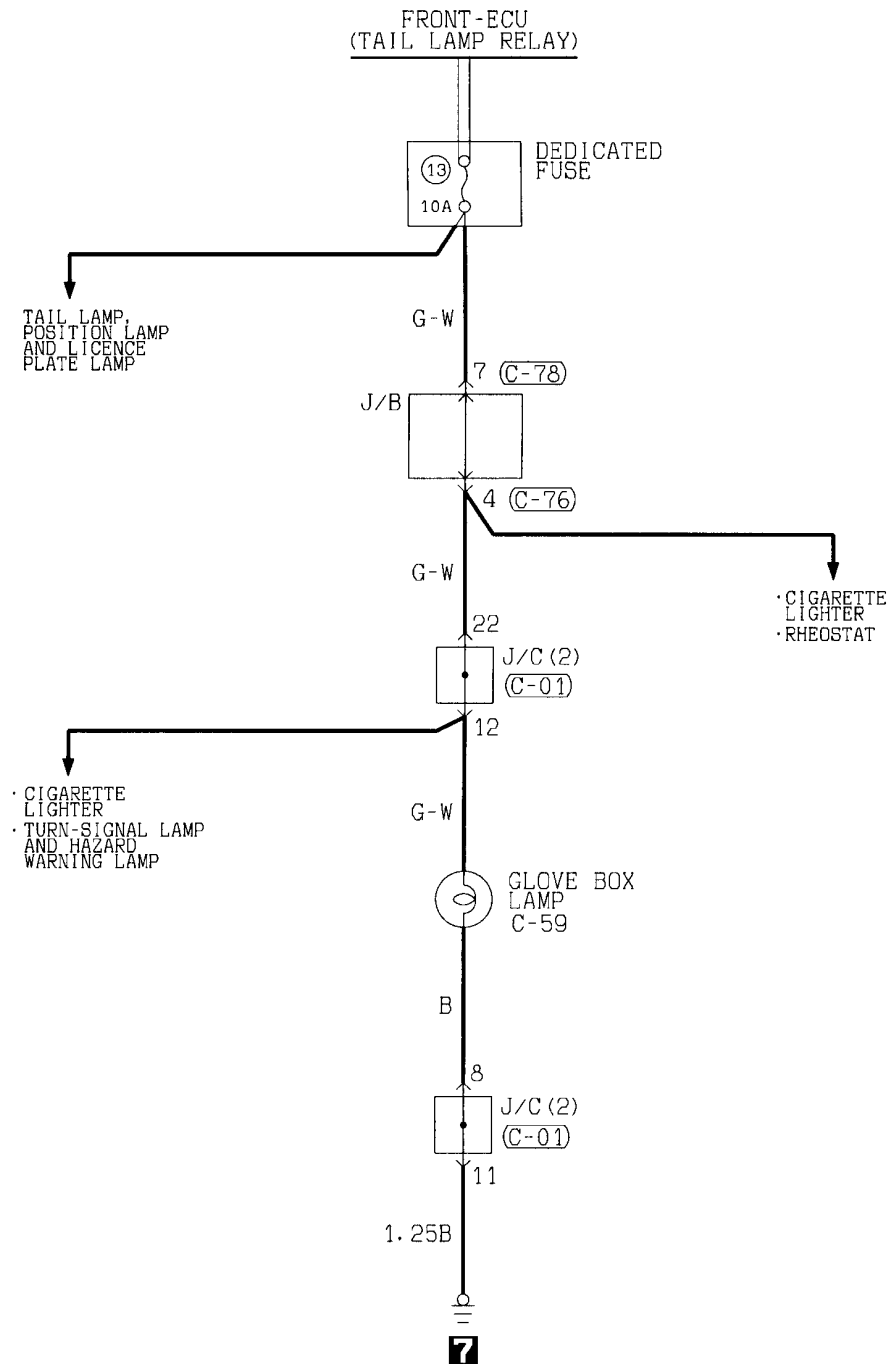 FRONT-ECU
(TAIL LAMP RELAY)
DEDICATED
FUSE
13
10A
TAIL LAMP,
POSITION LAMP
AND LICENCE
PLATE LAMP
G-W
7 C-78
J/B
4 C-76
G-W
·CIGARETTE
LIGHTER
·RHEOSTAT
22
J/C(2)
C-01
12
·CIGARETTE
LIGHTER
·TURN-SIGNAL LAMP
AND HAZARD
WARNING LAMP
G-W
GLOVE BOX
LAMP
C-59
B
8
J/C(2)
C-01
11
1.25B
7